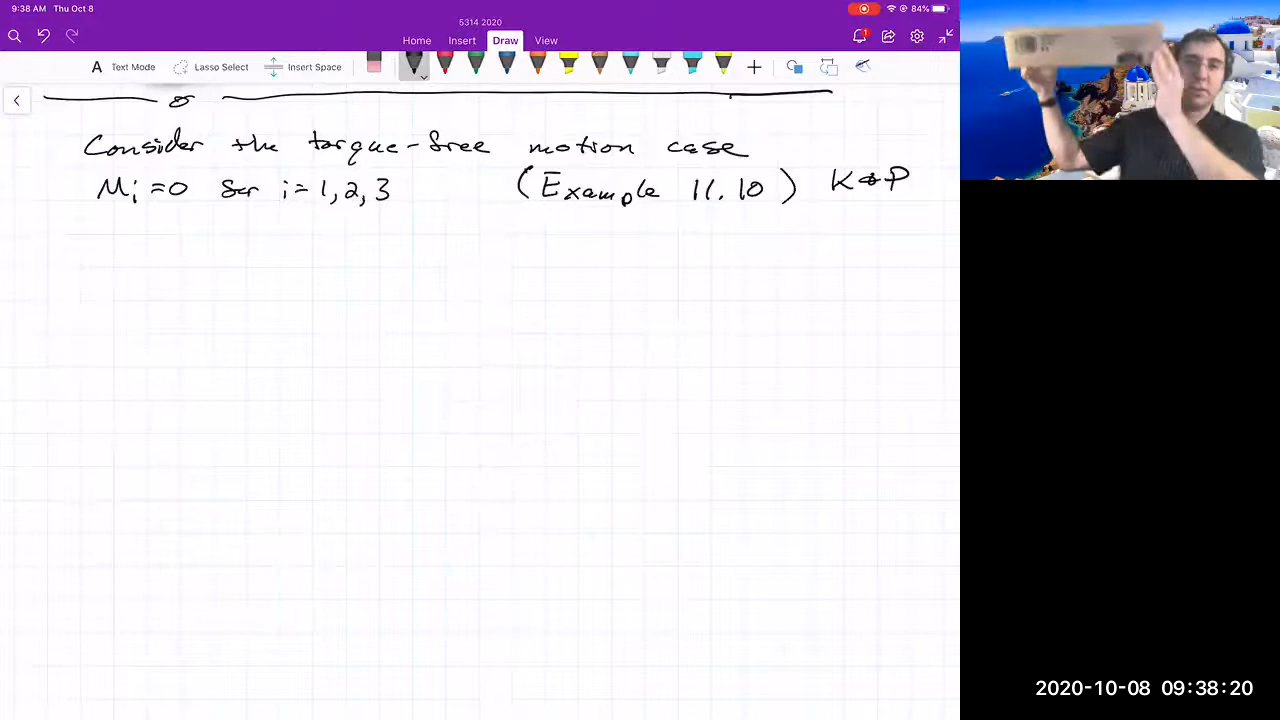 9:38 AM Thu Oct 8
84%
5314 2020
Home Insert Draw View
1
A Text Mode Lasso Select Insert Space
Consider the torque-free motion case
Mi = 0 for i = 1, 2, 3 (Example 11.10) K&P
2020-10-08 09:38:20